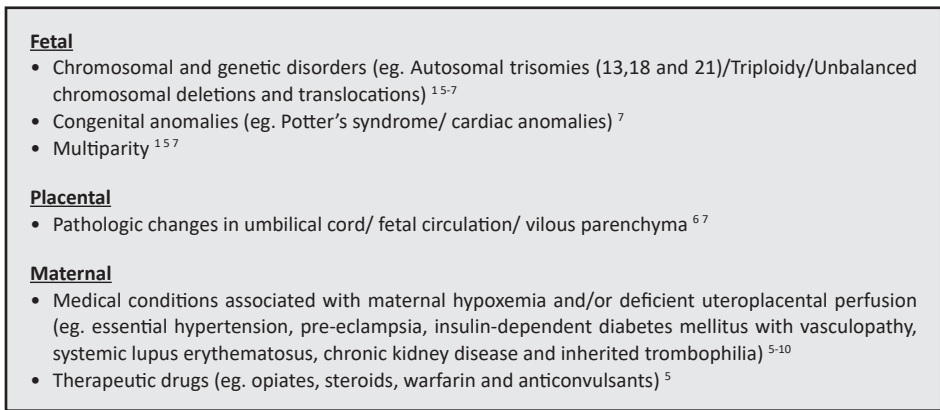 Fetal
• Chromosomal and genetic disorders (eg. Autosomal trisomies (13,18 and 21)/Triploidy/Unbalanced
chromosomal deletions and translocations) 1 5-7
• Congenital anomalies (eg. Potter's syndrome/ cardiac anomalies) 7
• Multiparity 1 5 7
Placental
• Pathologic changes in umbilical cord/ fetal circulation/ vilous parenchyma 6 7
Maternal
• Medical conditions associated with maternal hypoxemia and/or deficient uteroplacental perfusion
(eg. essential hypertension, pre-eclampsia, insulin-dependent diabetes mellitus with vasculopathy,
systemic lupus erythematosus, chronic kidney disease and inherited trombophilia) 5-10
• Therapeutic drugs (eg. opiates, steroids, warfarin and anticonvulsants) 5